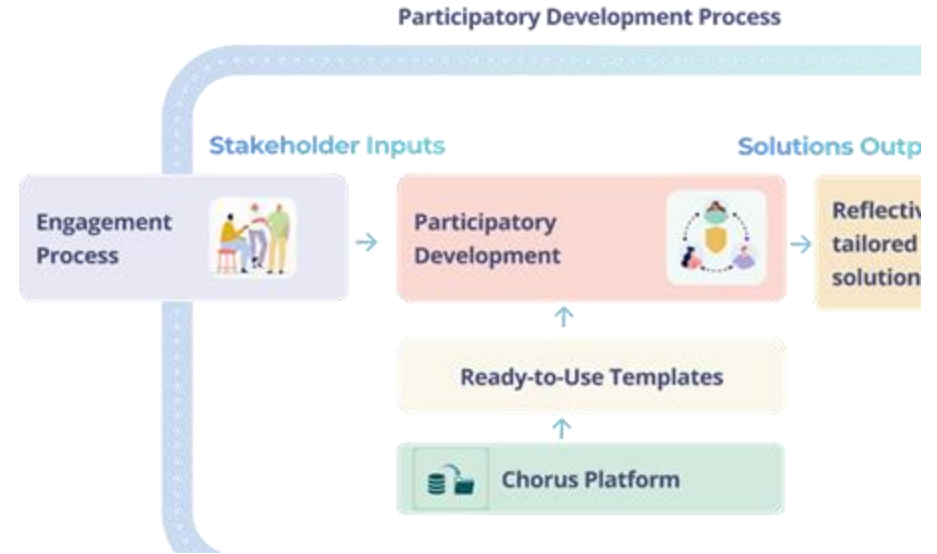 Participatory Development Process
Stakeholder Inputs
Solutions Outp
Engagement
Process
Participatory
Development
Reflectiv
tailored
solution
Ready-to-Use Templates
Chorus Platform